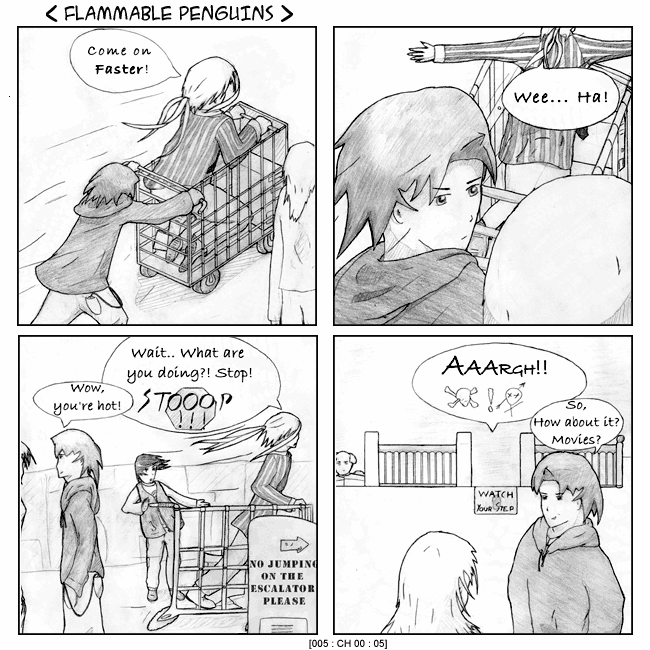 < FLAMMABLE PENGUINS >
Come on
Faster!
Wee... Ha!
Wait.. What are
you doing?! Stop!
STOOOP
!!!
Wow,
you're hot!
NO JUMPING
ON THE
ESCALATOR
PLEASE
AAARGH!!
!
So,
How about it?
Movies?
WATCH
YOUR STEP
[005 : CH 00 : 05]